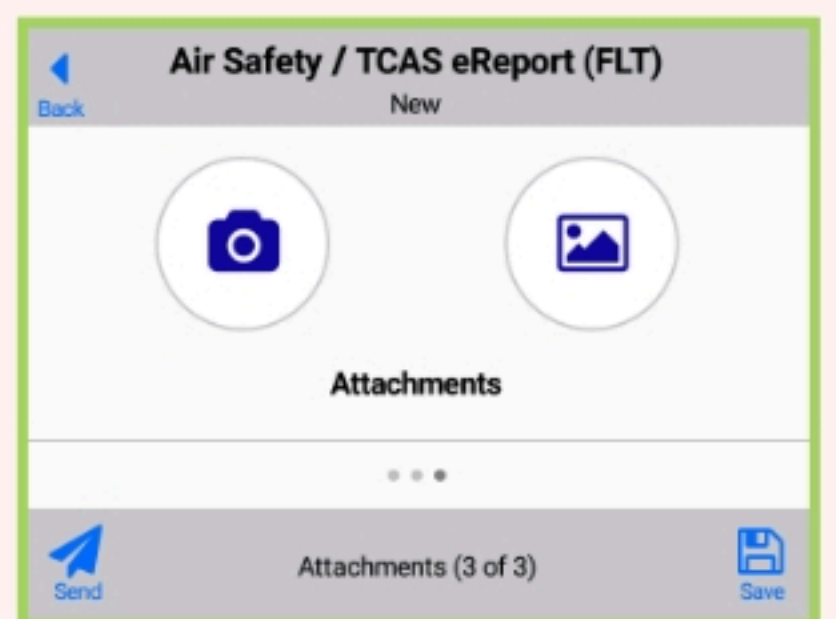 Air Safety / TCAS eReport (FLT)
Back
New
Attachments
Send
Attachments (3 of 3)
Save